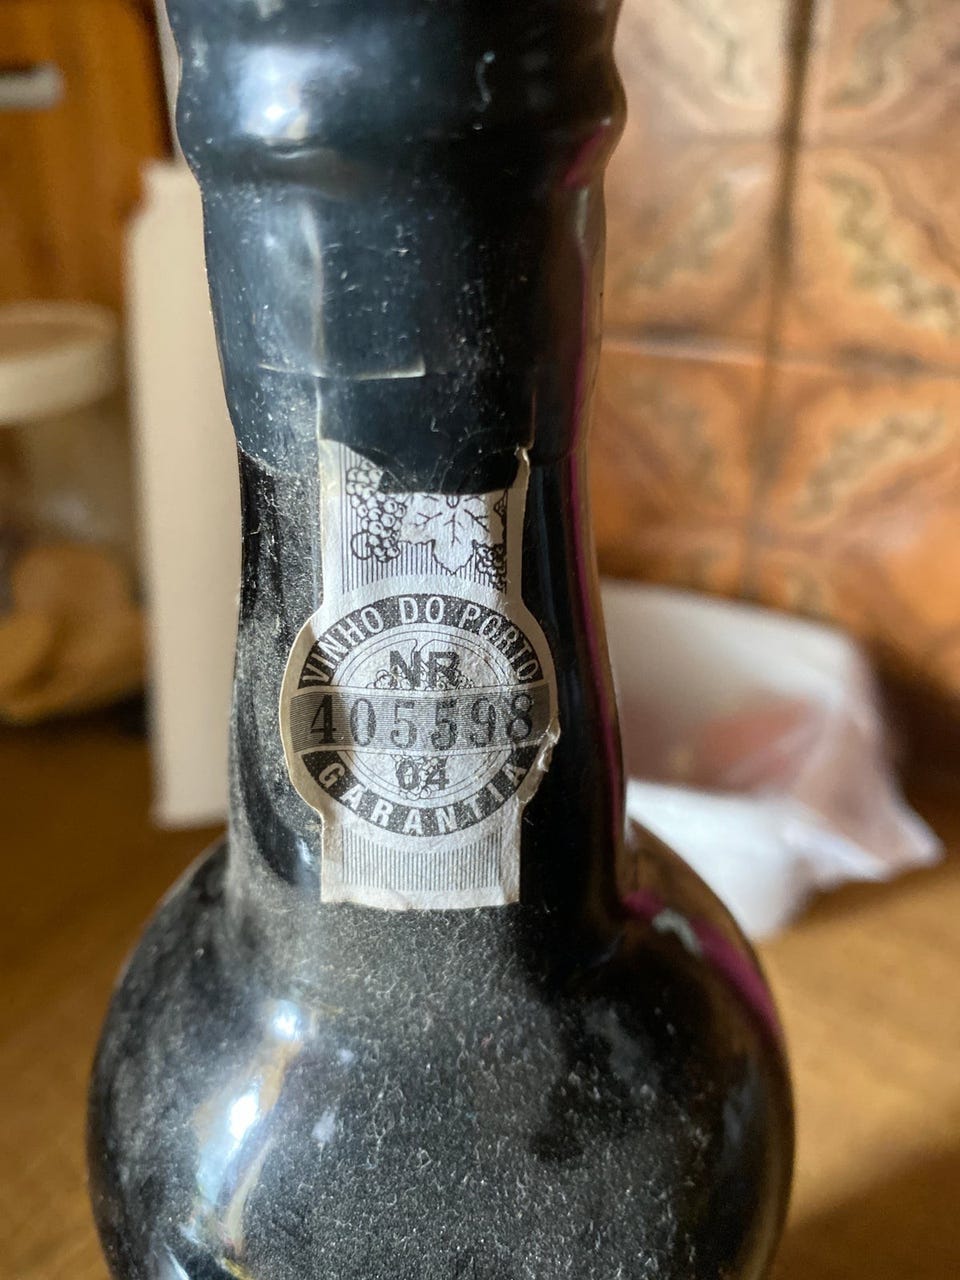 VINHO DO PORTO
NR
405598
04
GARANTIA